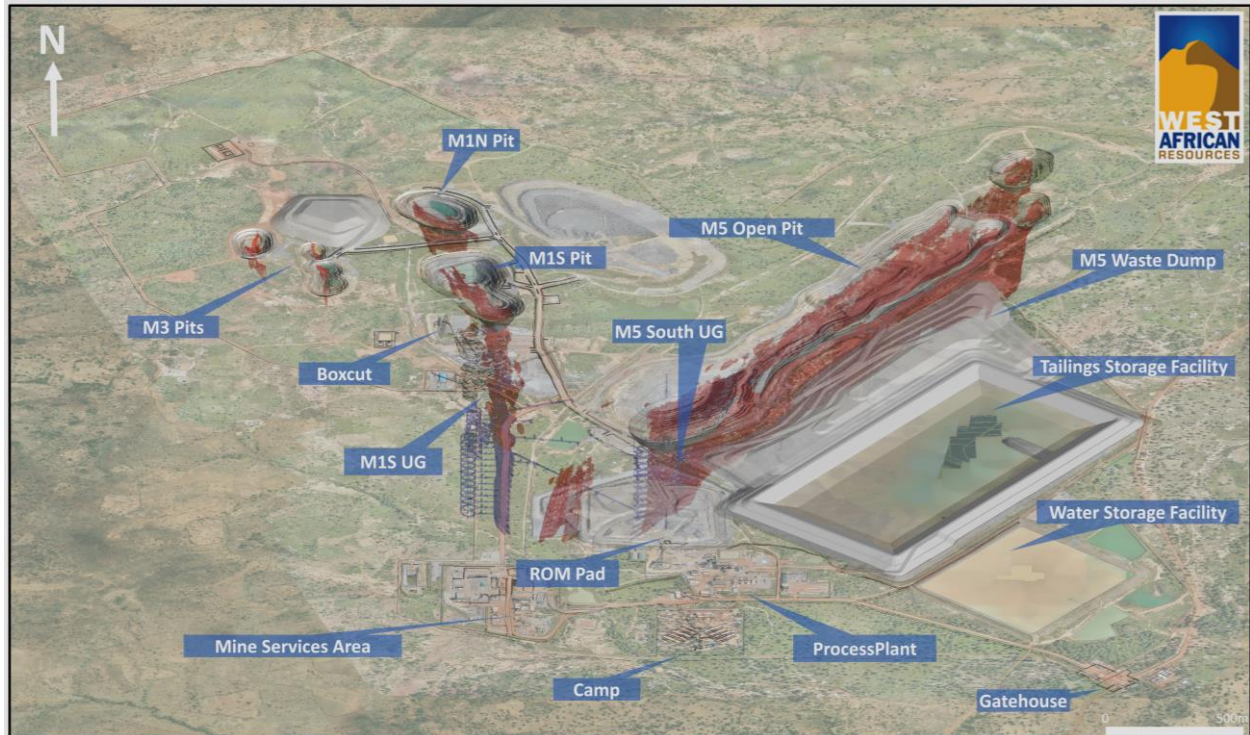 N
WEST
AFRICAN
RESOURCES
M1N Pit
M5 Open Pit
M1S Pit
M5 Waste Dump
M3 Pits
M5 South UG
Boxcut
Tailings Storage Facility
M1S UG
Water Storage Facility
ROM Pad
Mine Services Area
ProcessPlant
Camp
Gatehouse
0 500m